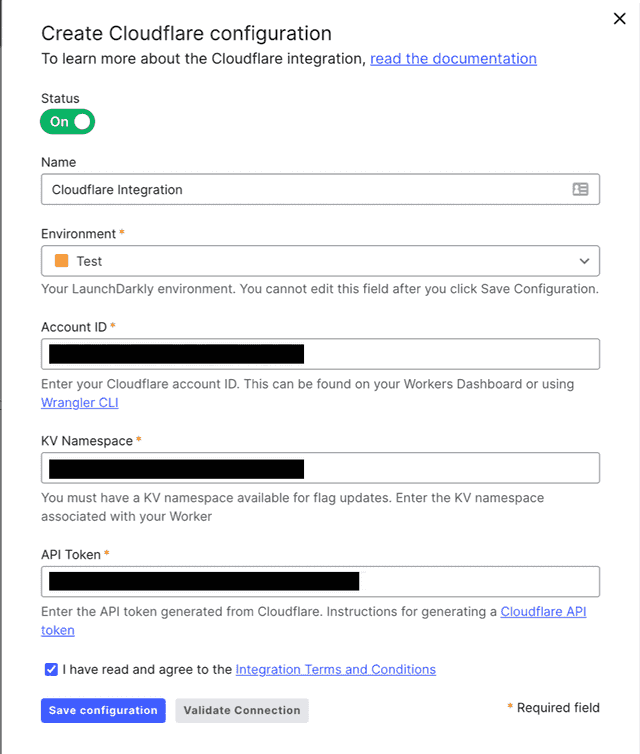 Create Cloudflare configuration
To learn more about the Cloudflare integration, read the documentation
Status
On
Name
Cloudflare Integration
Environment *
Test
Your LaunchDarkly environment. You cannot edit this field after you click Save Configuration.
Account ID *
Enter your Cloudflare account ID. This can be found on your Workers Dashboard or using
Wrangler CLI
KV Namespace *
You must have a KV namespace available for flag updates. Enter the KV namespace
associated with your Worker
API Token *
Enter the API token generated from Cloudflare. Instructions for generating a Cloudflare API
token
I have read and agree to the Integration Terms and Conditions
Save configuration Validate Connection * Required field